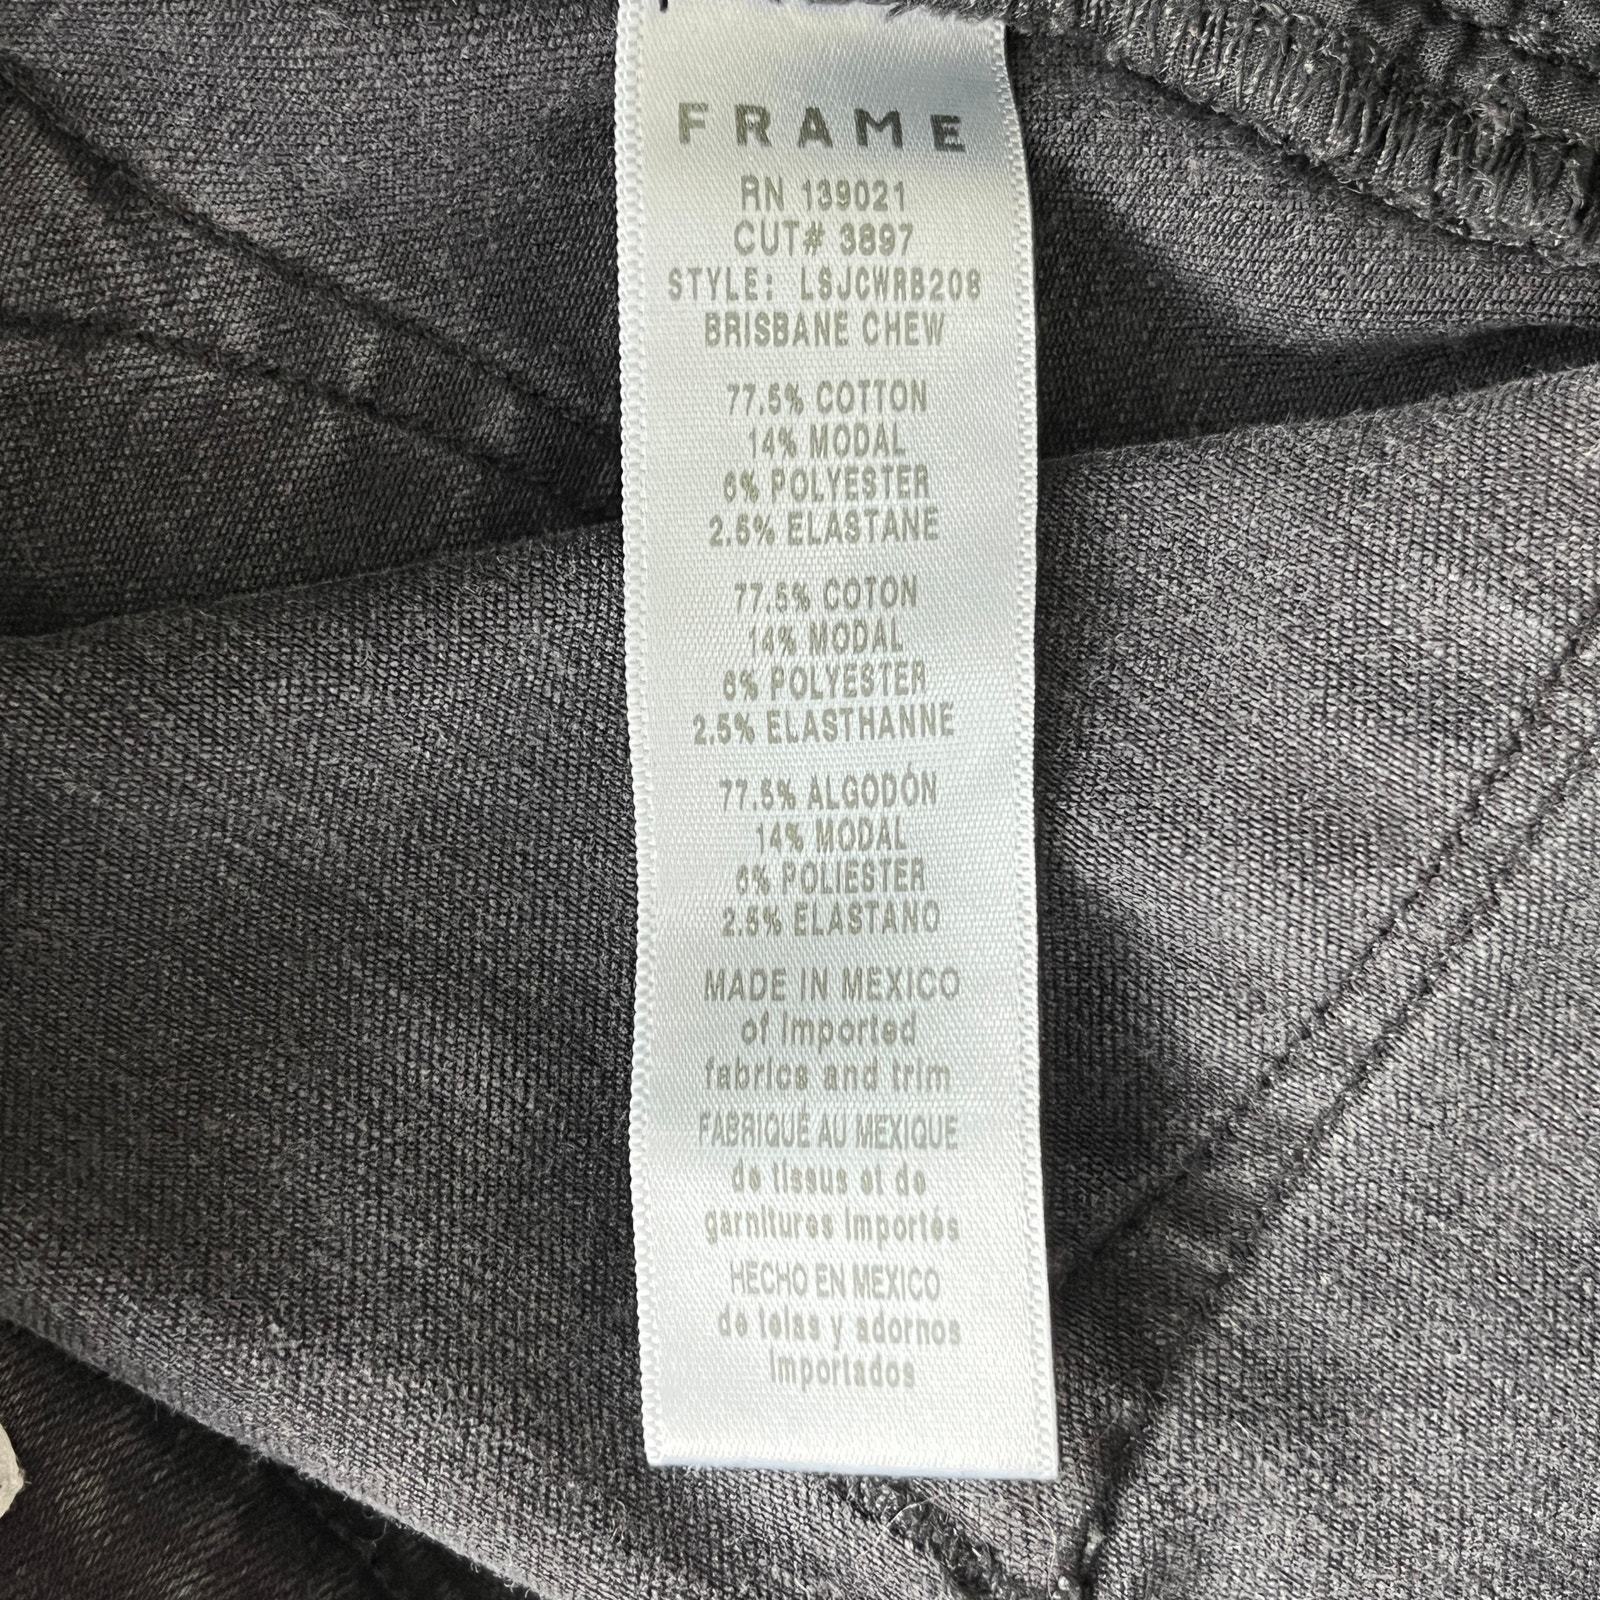 FRAME
RN 139021
CUT# 3897
STYLE: LSJCWRB208
BRISBANE CHEW
77.5% COTTON
14% MODAL
6% POLYESTER
2.5% ELASTANE
77.5% COTON
14% MODAL
6% POLYESTER
2.5% ELASTHANNE
77.5% ALGODÓN
14% MODAL
6% POLIESTER
2.5% ELASTANO
MADE IN MEXICO
of imported
fabrics and trim
FABRIQUÉ AU MEXIQUE
de tissus et de
garnitures importés
HECHO EN MEXICO
de telas y adornos
importados